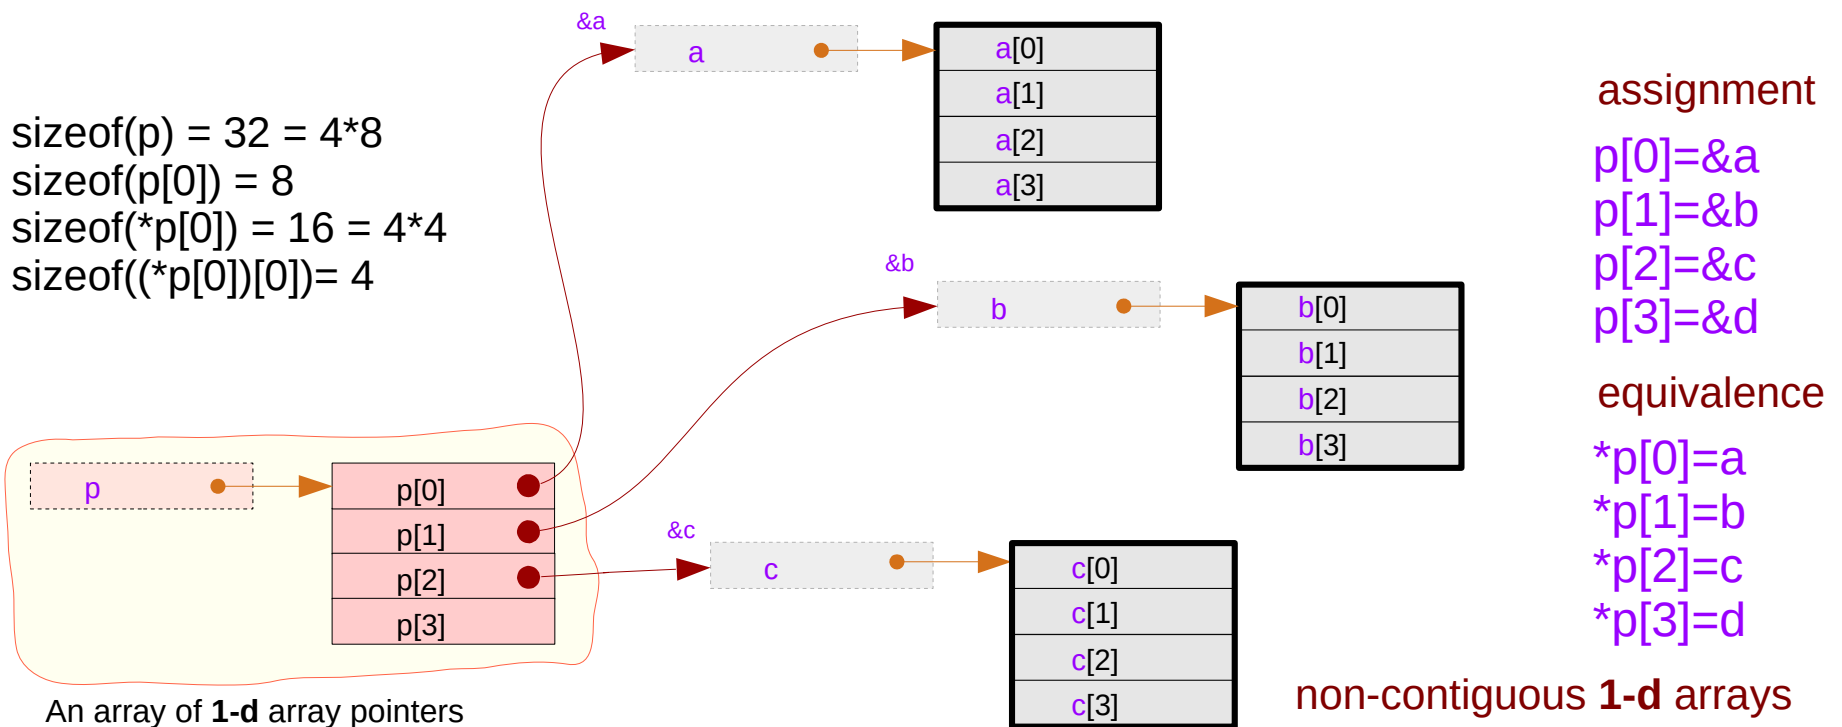 sizeof(p) = 32 = 4*8
sizeof(p[0]) = 8
sizeof(*p[0]) = 16 = 4*4
sizeof((*p[0])[0])= 4
&a
a
a[0]
a[1]
a[2]
a[3]
&b
b
b[0]
b[1]
b[2]
b[3]
p
p[0]
p[1]
p[2]
p[3]
&c
c
c[0]
c[1]
c[2]
c[3]
An array of 1-d array pointers
assignment
p[0]=&a
p[1]=&b
p[2]=&c
p[3]=&d
equivalence
*p[0]=a
*p[1]=b
*p[2]=c
*p[3]=d
non-contiguous 1-d arrays